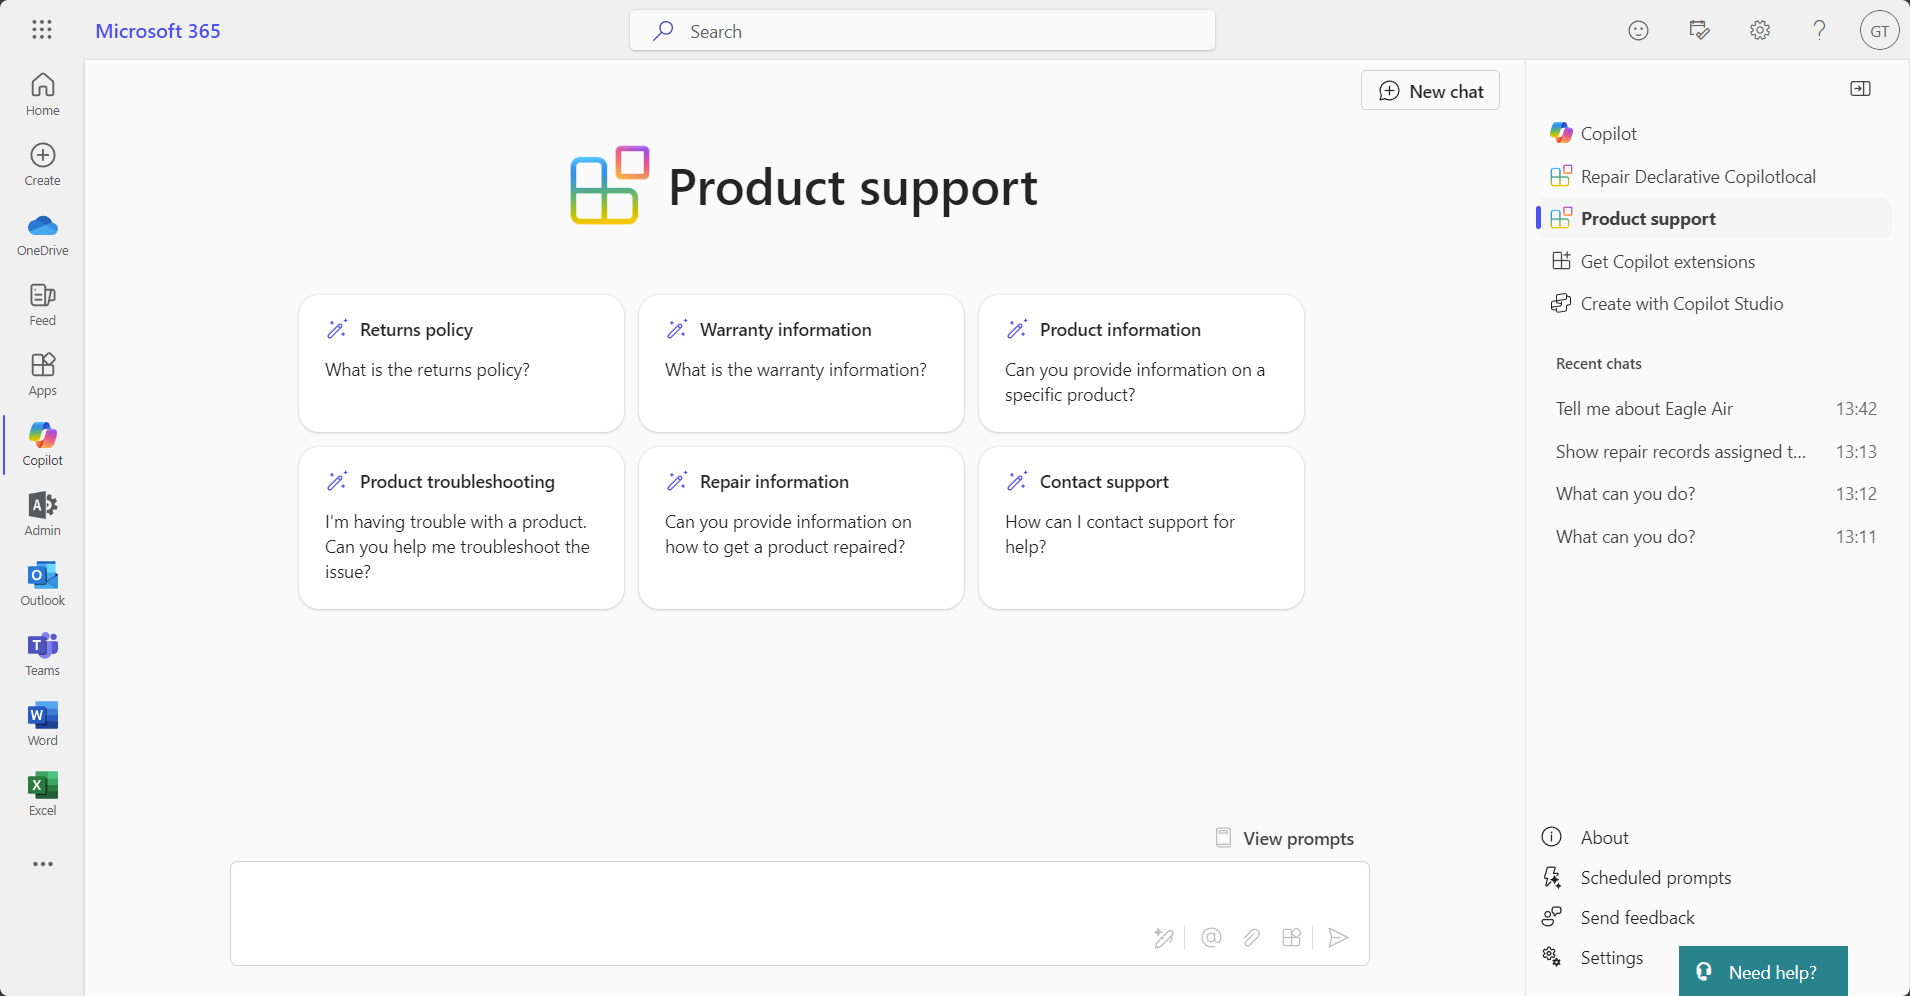 Microsoft 365
Search
GT
Home
Create
OneDrive
Feed
Apps
Copilot
Admin
Outlook
Teams
Word
Excel
New chat
Product support
Returns policy
What is the returns policy?
Warranty information
What is the warranty information?
Product information
Can you provide information on a
specific product?
Product troubleshooting
I'm having trouble with a product.
Can you help me troubleshoot the
issue?
Repair information
Can you provide information on
how to get a product repaired?
Contact support
How can I contact support for
help?
View prompts
Copilot
Repair Declarative Copilotlocal
Product support
Get Copilot extensions
Create with Copilot Studio
Recent chats
Tell me about Eagle Air 13:42
Show repair records assigned t... 13:13
What can you do? 13:12
What can you do? 13:11
About
Scheduled prompts
Send feedback
Settings
Need help?